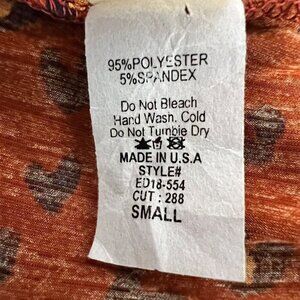 95%POLYESTER
5%SPANDEX
Do Not Bleach
Hand Wash. Cold
Do Not Tumble Dry
MADE IN U.S.A
STYLE#
ED18-554
CUT : 288
SMALL